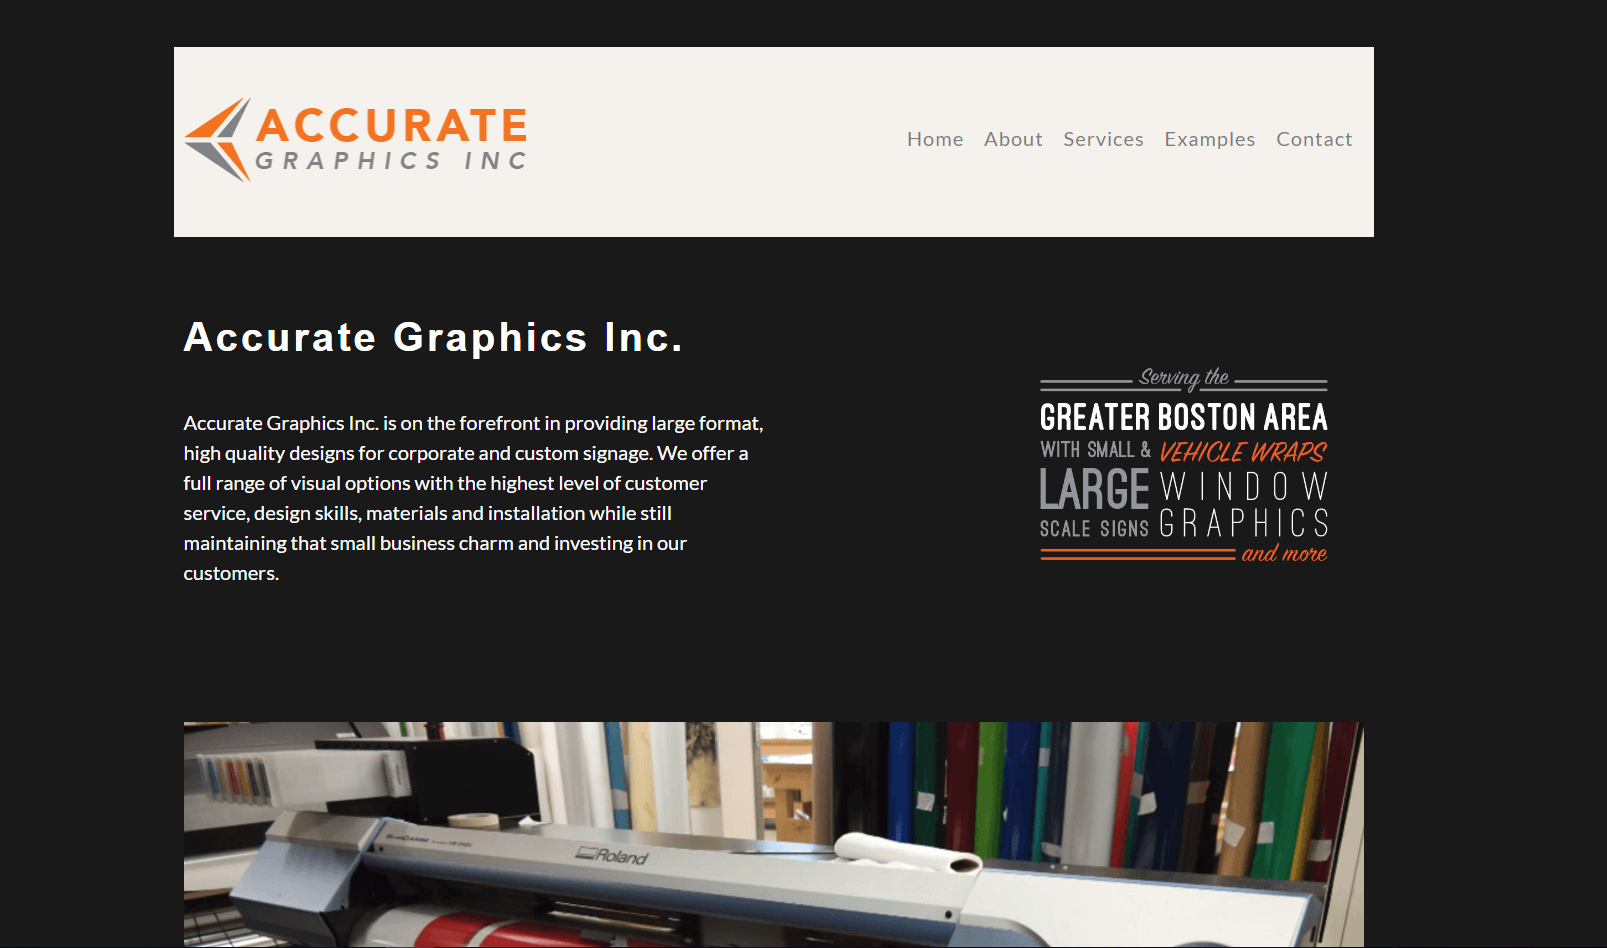 ACCURATE
GRAPHICS INC
Home About Services Examples Contact
Accurate Graphics Inc.
Accurate Graphics Inc. is on the forefront in providing large format,
high quality designs for corporate and custom signage. We offer a
full range of visual options with the highest level of customer
service, design skills, materials and installation while still
maintaining that small business charm and investing in our
customers.
Serving the
GREATER BOSTON AREA
WITH SMALL &
LARGE
SCALE SIGNS
VEHICLE WRAPS
WINDOW
GRAPHICS
and more
Roland